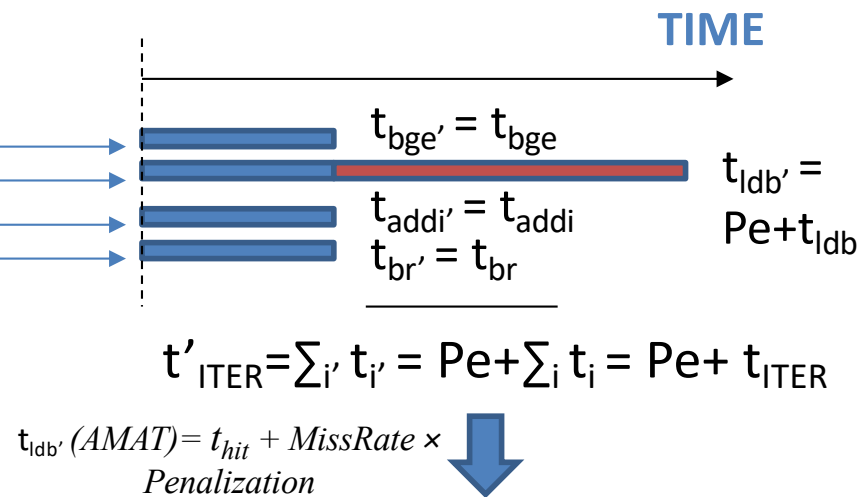 TIME
t_bge' = t_bge
t_ldb' =
Pe+t_ldb
t_addi' = t_addi
t_br' = t_br
t'_ITER=∑_i' t_i' = Pe+∑_i t_i = Pe+ t_ITER
t_ldb' (AMAT)= t_hit + MissRate ×
Penalization